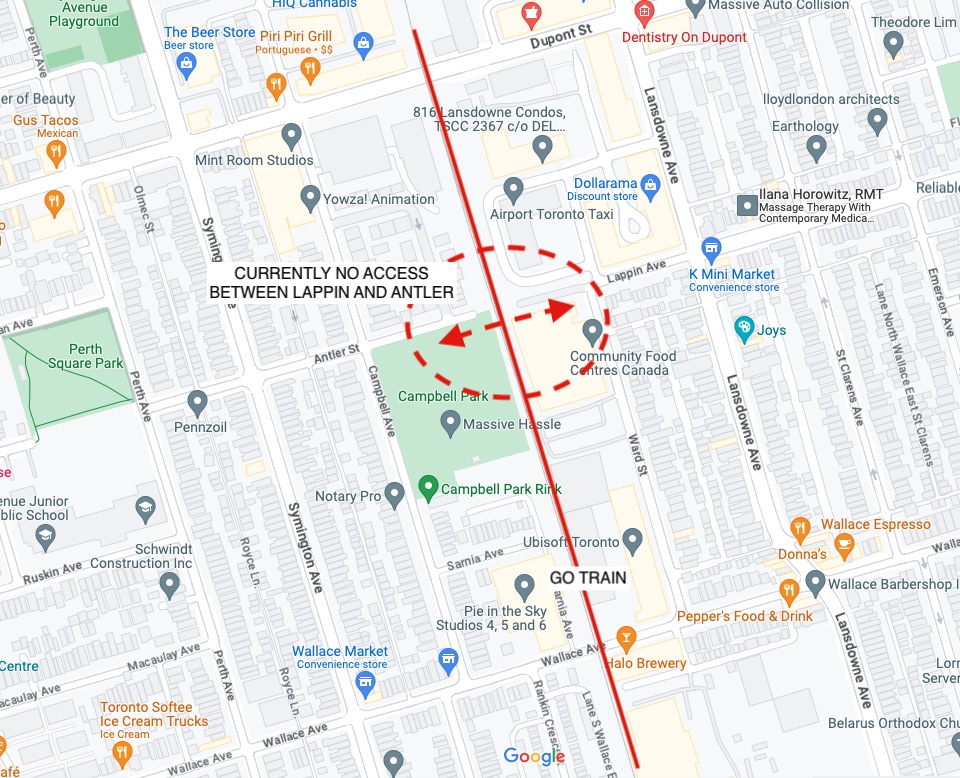 Avenue
Playground
HIQ Cannabis
Massive Auto Collision
The Beer Store
Beer store
Piri Piri Grill
Portuguese • $$
Dupont St
Dentistry On Dupont
Theodore Lim
Perth Ave
er of Beauty
Gus Tacos
Mexican
816 Lansdowne Condos,
TSCC 2367 c/o DEL...
Lansdowne Ave
lloydlondon architects
Earthology
Mint Room Studios
Yowza! Animation
Dollarama
Discount store
Airport Toronto Taxi
Ilana Horowitz, RMT
Massage Therapy With
Contemporary Medica...
Reliable
Olmec St
Syming
CURRENTLY NO ACCESS
BETWEEN LAPPIN AND ANTLER
Lappin Ave
K Mini Market
Convenience store
Emerson Ave
an Ave
Perth
Square Park
Antler St
Joys
Community Food
Centres Canada
Perth Ave
Campbell Ave
Campbell Park
Massive Hassle
Pennzoil
Lansdowne Ave
St Clarens Ave
Lane North Wallace East St Clarens
Ward St
se
enue Junior
blic School
Notary Pro
Campbell Park Rink
Symington Ave
Schwindt
Construction Inc
Royce Ln.
Ruskin Ave
Sarnia Ave
Ubisoft Toronto
GO TRAIN
Wallace Espresso
Donna's
Walla
Wallace Barbershop I
Pie in the Sky
Studios 4, 5 and 6
arnia Ave
Pepper's Food & Drink
Lansdowne Ave
Wallace Market
Convenience store
Wallace Ave
Halo Brewery
Centre
Macaulay Ave
acaulay Ave
Perth Ave
Royce Ln.
Rankin Cresce
Lane S Wallace E
Lorr
Server
Toronto Softee
Ice Cream Trucks
Ice Cream
Wallace Ave
Wallace Ave
Belarus Orthodox Chu
afé
Google